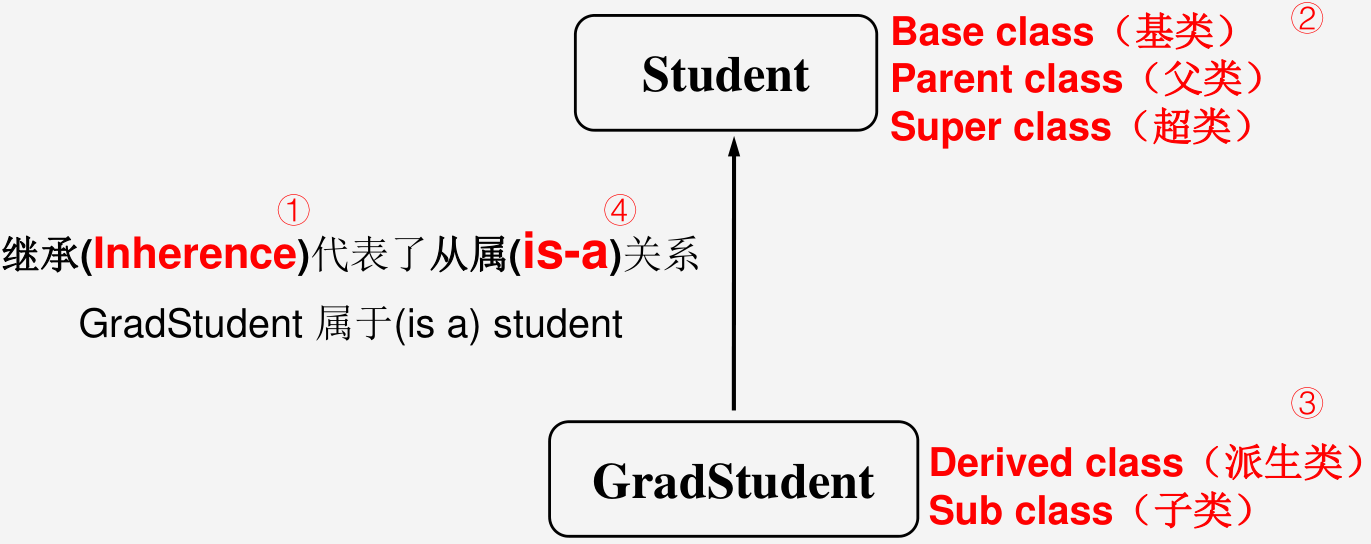 Student
Base class（基类） ②
Parent class（父类）
Super class（超类）
① ④
继承(Inherence)代表了从属(is-a)关系
GradStudent 属于(is a) student
③
GradStudent
Derived class（派生类）
Sub class（子类）